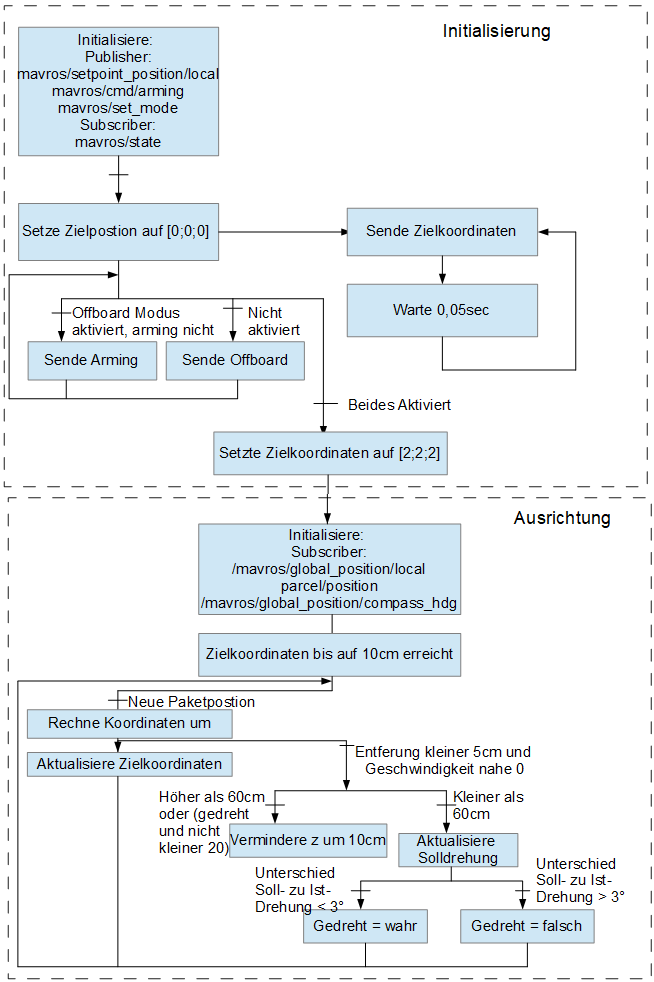 Initialisierung
Initialisiere:
Publisher:
mavros/setpoint_position/local
mavros/cmd/arming
mavros/set_mode
Subscriber:
mavros/state
Setze Zielpostion auf [0;0;0]
Sende Zielkoordinaten
Warte 0,05sec
Offboard Modus
aktiviert, arming nicht
Nicht
aktiviert
Sende Arming
Sende Offboard
Beides Aktiviert
Setzte Zielkoordinaten auf [2;2;2]
Ausrichtung
Initialisiere:
Subscriber:
/mavros/global_position/local
parcel/position
/mavros/global_position/compass_hdg
Zielkoordinaten bis auf 10cm erreicht
Neue Paketpostion
Rechne Koordinaten um
Aktualisiere Zielkoordinaten
Entferung kleiner 5cm und
Geschwindigkeit nahe 0
Höher als 60cm
oder (gedreht
und nicht
kleiner 20)
Kleiner als
60cm
Vermindere z um 10cm
Aktualisiere
Solldrehung
Unterschied
Soll- zu Ist-
Drehung < 3°
Unterschied
Soll- zu Ist-
Drehung > 3°
Gedreht = wahr
Gedreht = falsch